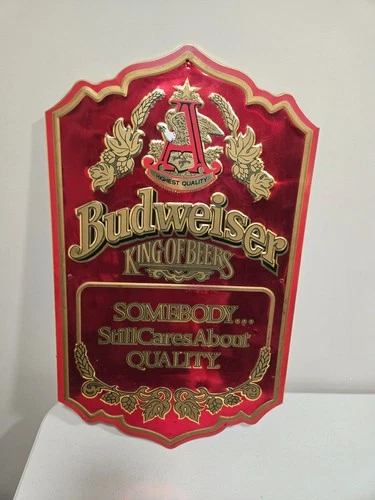 A
HIGHEST QUALITY
Budweiser
KING OF BEERS
SOMEBODY...
Still Cares About
QUALITY.